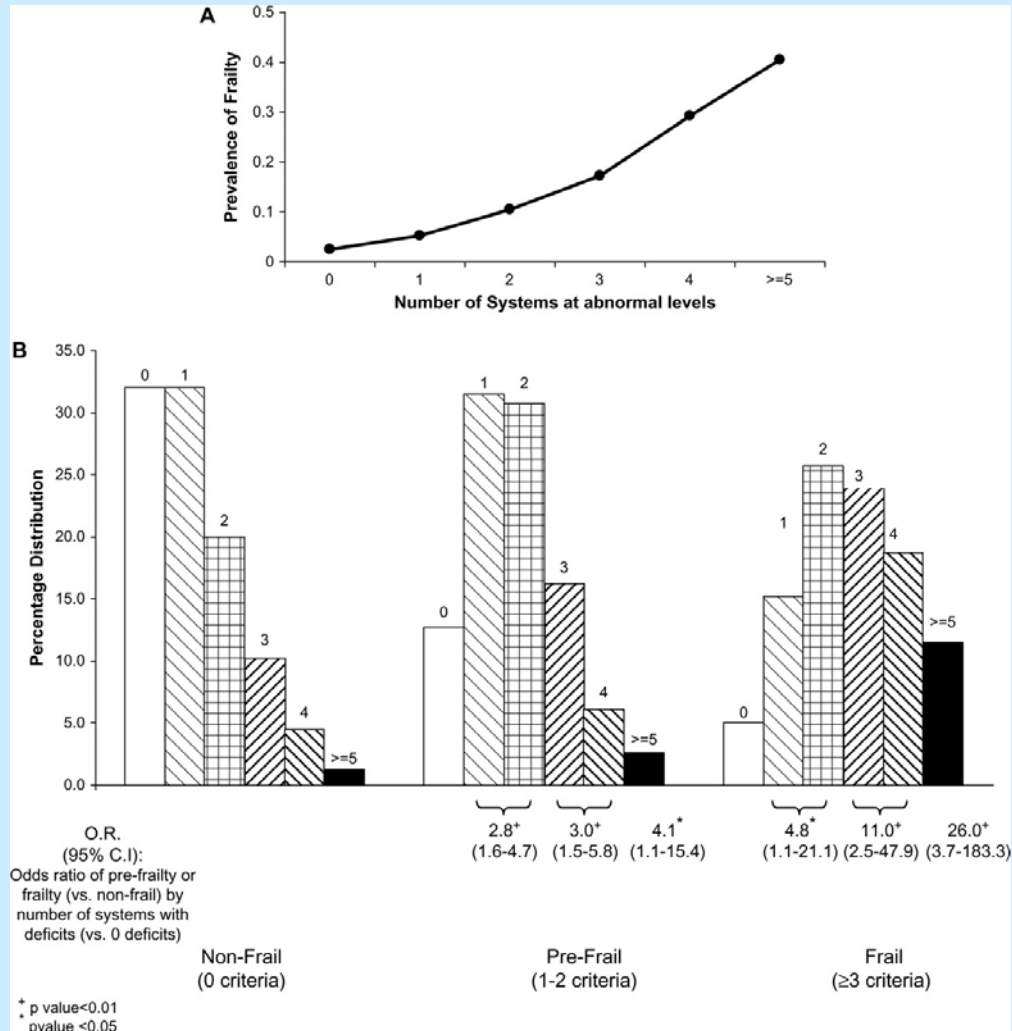 A
0.5
0.4
0.3
0.2
0.1
0
Prevalence of Frailty
0 1 2 3 4 >=5
Number of Systems at abnormal levels
B
35.0
30.0
25.0
20.0
15.0
10.0
5.0
0.0
Percentage Distribution
0 1 2 3 4 >=5
0 1 2 3 4 >=5
0 1 2 3 4 >=5
O.R.
(95% C.I):
Odds ratio of pre-frailty or
frailty (vs. non-frail) by
number of systems with
deficits (vs. 0 deficits)
2.8+ 3.0+ 4.1* 4.8* 11.0+ 26.0+
(1.6-4.7) (1.5-5.8) (1.1-15.4) (1.1-21.1) (2.5-47.9) (3.7-183.3)
Non-Frail Pre-Frail Frail
(0 criteria) (1-2 criteria) (≥3 criteria)
+ p value<0.01
* pvalue <0.05